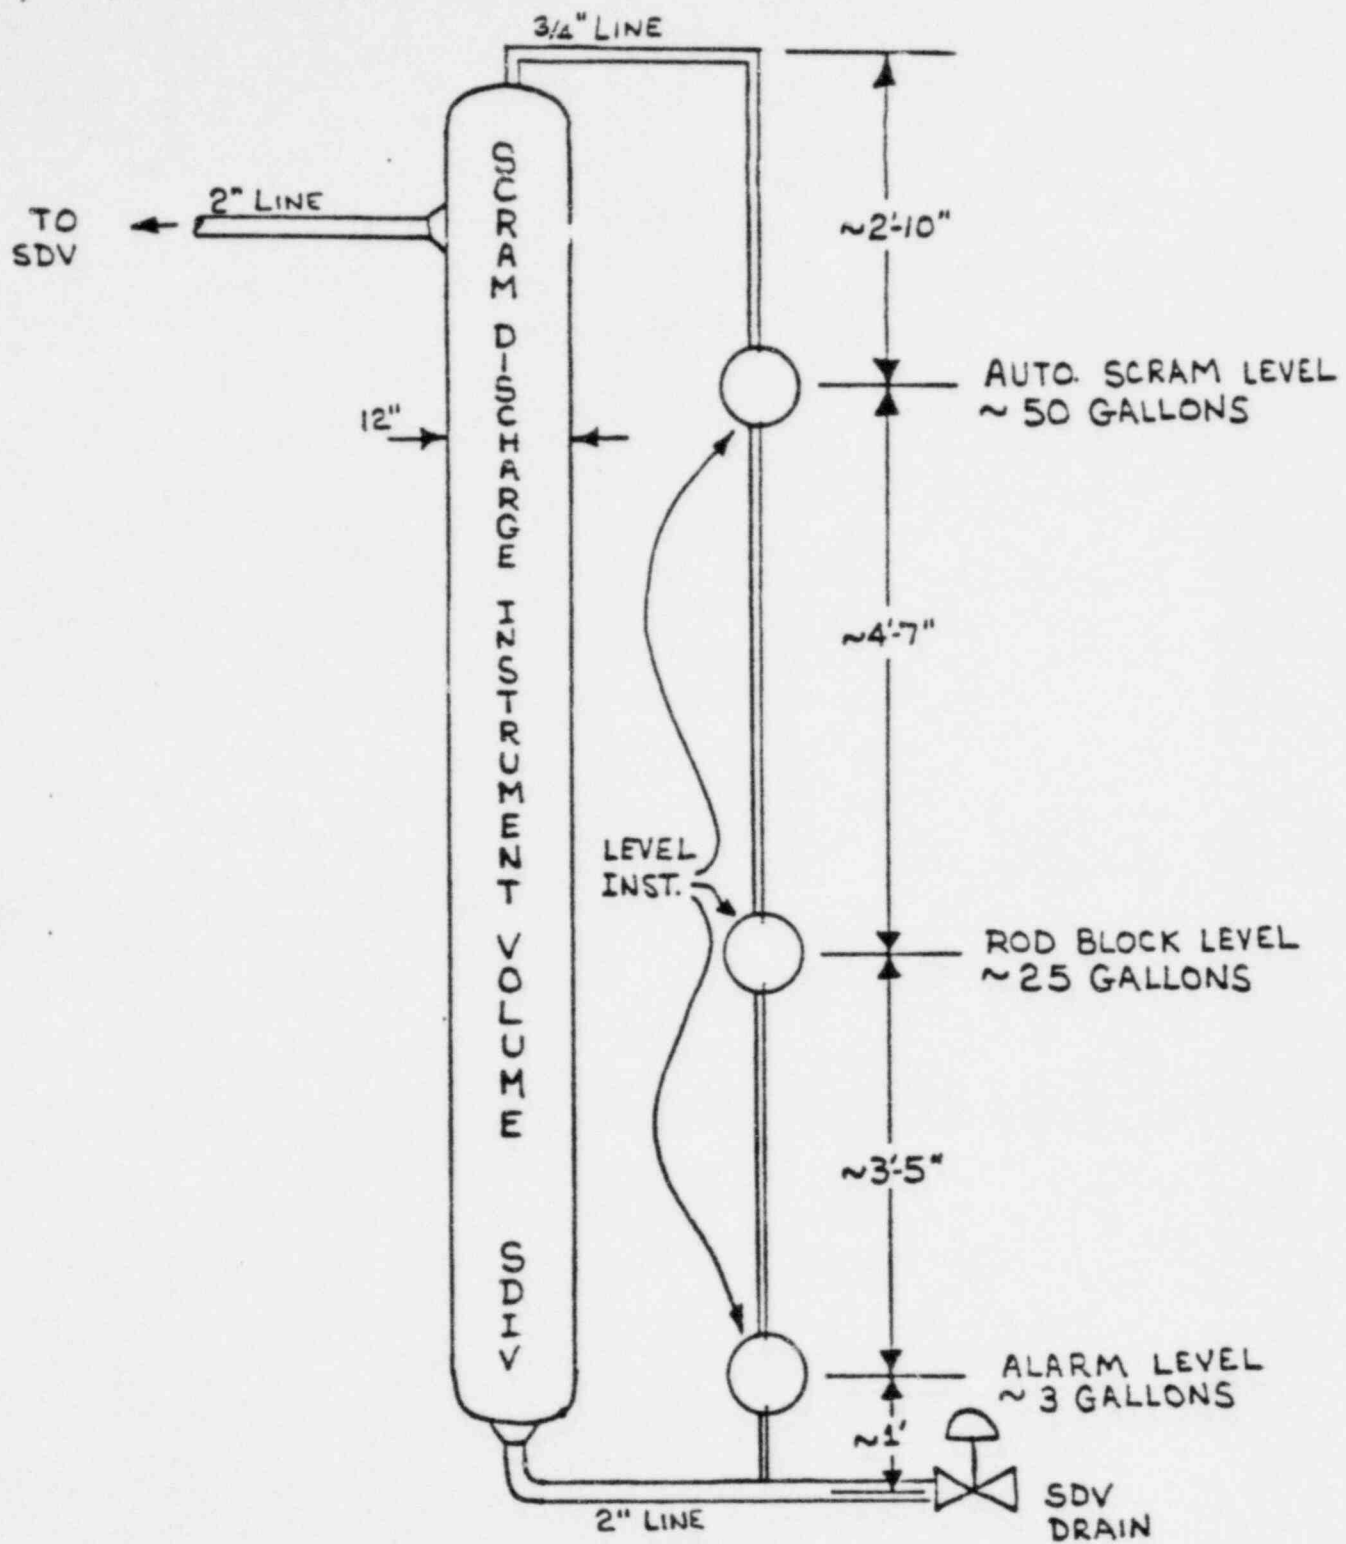 3/4" LINE
2" LINE
TO
SDV
SCRAM DISCHARGE INSTRUMENT VOLUME SDIV
12"
~2'-10"
AUTO. SCRAM LEVEL
~ 50 GALLONS
~4'-7"
LEVEL
INST.
ROD BLOCK LEVEL
~25 GALLONS
~3'-5"
ALARM LEVEL
~ 3 GALLONS
~1'
SDV
DRAIN
2" LINE